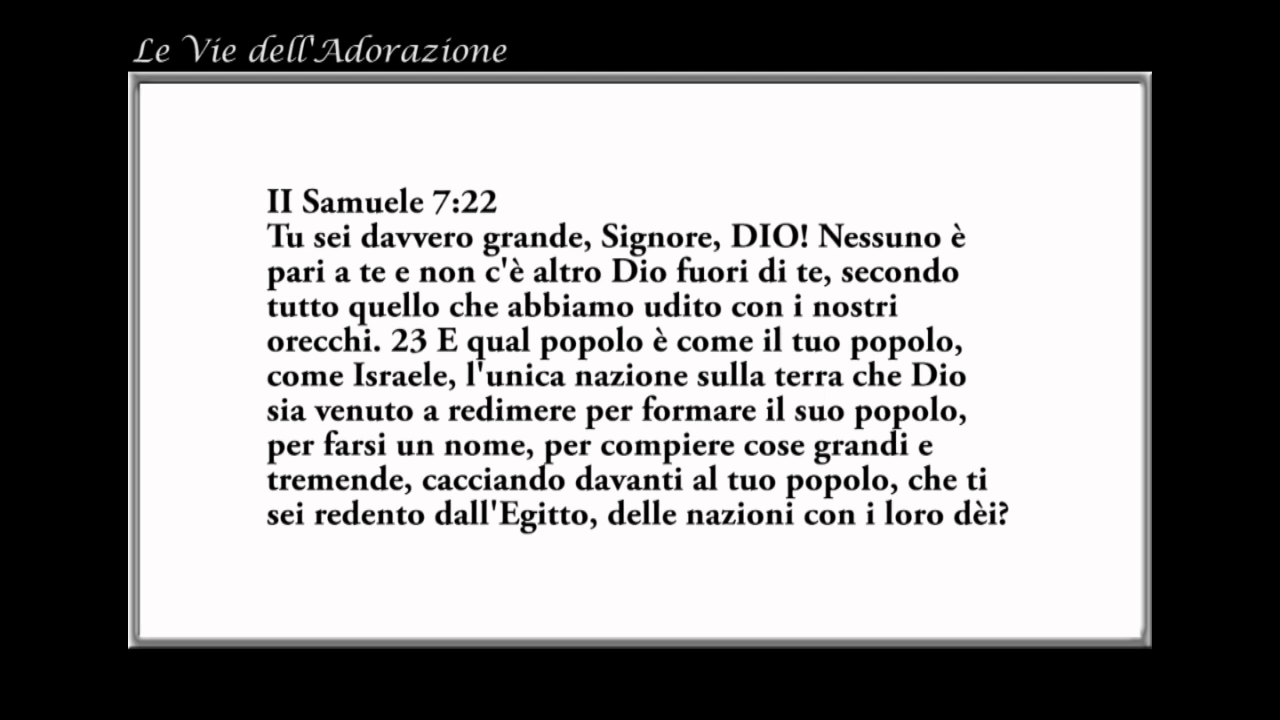 Le Vie dell'Adorazione
II Samuele 7:22
Tu sei davvero grande, Signore, DIO! Nessuno è
pari a te e non c'è altro Dio fuori di te, secondo
tutto quello che abbiamo udito con i nostri
orecchi. 23 E qual popolo è come il tuo popolo,
come Israele, l'unica nazione sulla terra che Dio
sia venuto a redimere per formare il suo popolo,
per farsi un nome, per compiere cose grandi e
tremende, cacciando davanti al tuo popolo, che ti
sei redento dall'Egitto, delle nazioni con i loro dèi?